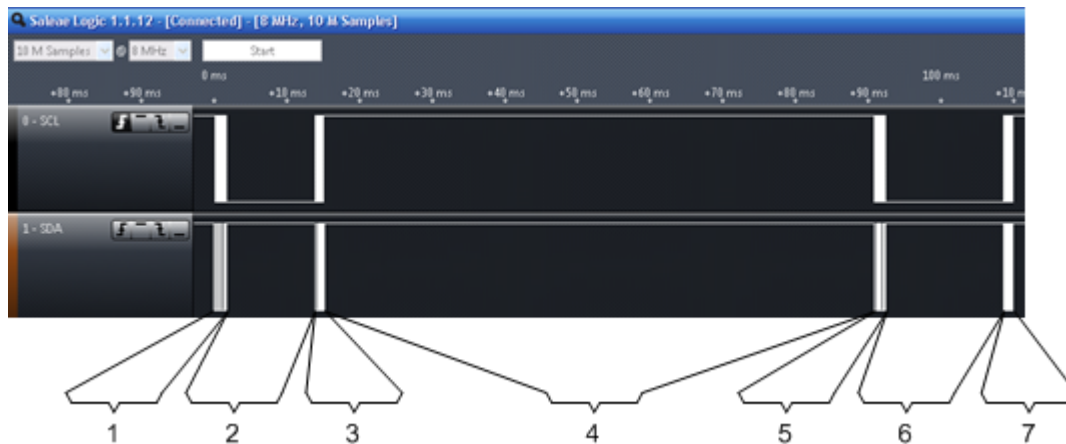 Saleae Logic 1.1.12 - [Connected] - [8 MHz, 10 M Samples]
10 M Samples @ 8 MHz Start
0 ms 100 ms
+80 ms +90 ms +10 ms +20 ms +30 ms +40 ms +50 ms +60 ms +70 ms +80 ms +90 ms +10 m
0 - SCL
1 - SDA
1 2 3 4 5 6 7